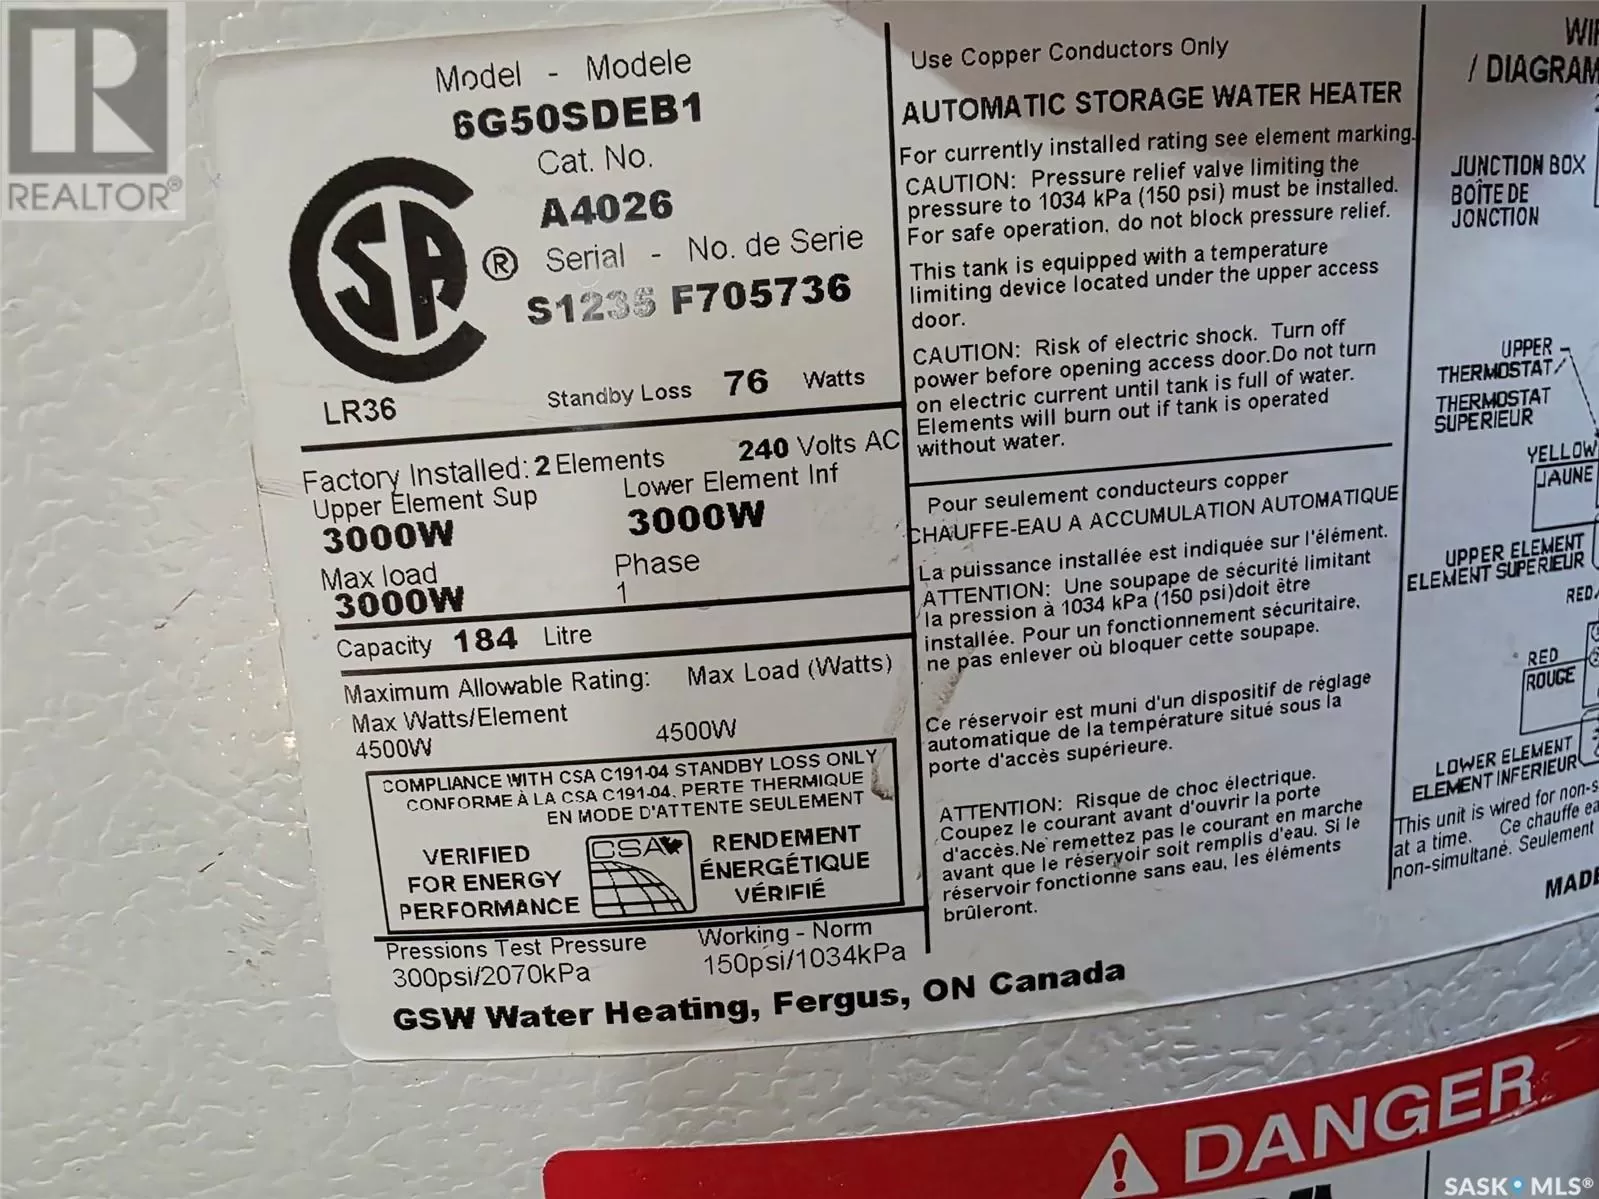 REALTOR®
Model - Modele
6G50SDEB1
Cat. No.
A4026
® Serial - No. de Serie
S1235 F705736
LR36
Standby Loss 76 Watts
Factory Installed: 2 Elements 240 Volts AC
Upper Element Sup Lower Element Inf
3000W 3000W
Max load Phase
3000W 1
Capacity 184 Litre
Maximum Allowable Rating: Max Load (Watts)
Max Watts/Element
4500W 4500W
COMPLIANCE WITH CSA C191-04 STANDBY LOSS ONLY
CONFORME À LA CSA C191-04. PERTE THERMIQUE
EN MODE D'ATTENTE SEULEMENT
VERIFIED
FOR ENERGY
PERFORMANCE
CSA
RENDEMENT
ÉNERGÉTIQUE
VÉRIFIÉ
Pressions Test Pressure Working - Norm
300psi/2070kPa 150psi/1034kPa
GSW Water Heating, Fergus, ON Canada
Use Copper Conductors Only
AUTOMATIC STORAGE WATER HEATER
For currently installed rating see element marking.
CAUTION: Pressure relief valve limiting the
pressure to 1034 kPa (150 psi) must be installed.
For safe operation, do not block pressure relief.
This tank is equipped with a temperature
limiting device located under the upper access
door.
CAUTION: Risk of electric shock. Turn off
power before opening access door.Do not turn
on electric current until tank is full of water.
Elements will burn out if tank is operated
without water.
Pour seulement conducteurs copper
CHAUFFE-EAU A ACCUMULATION AUTOMATIQUE
La puissance installée est indiquée sur l'élément.
ATTENTION: Une soupape de sécurité limitant
la pression à 1034 kPa (150 psi)doit être
installée. Pour un fonctionnement sécuritaire,
ne pas enlever où bloquer cette soupape.
Ce réservoir est muni d'un dispositif de réglage
automatique de la température situé sous la
porte d'accès supérieure.
ATTENTION: Risque de choc électrique.
Coupez le courant avant d'ouvrir la porte
d'accès.Ne remettez pas le courant en marche
avant que le réservoir soit remplis d'eau. Si le
réservoir fonctionne sans eau, les éléments
brûleront.
/ DIAGRAM
JUNCTION BOX
BOÎTE DE
JONCTION
UPPER
THERMOSTAT
THERMOSTAT
SUPERIEUR
YELLOW
JAUNE
UPPER ELEMENT
ELEMENT SUPERIEUR
RED
RED
ROUGE
LOWER ELEMENT
ELEMENT INFERIEUR
This unit is wired for non-s
at a time. Ce chauffe ea
non-simultané. Seulement
MADE
DANGER
SASK MLS®